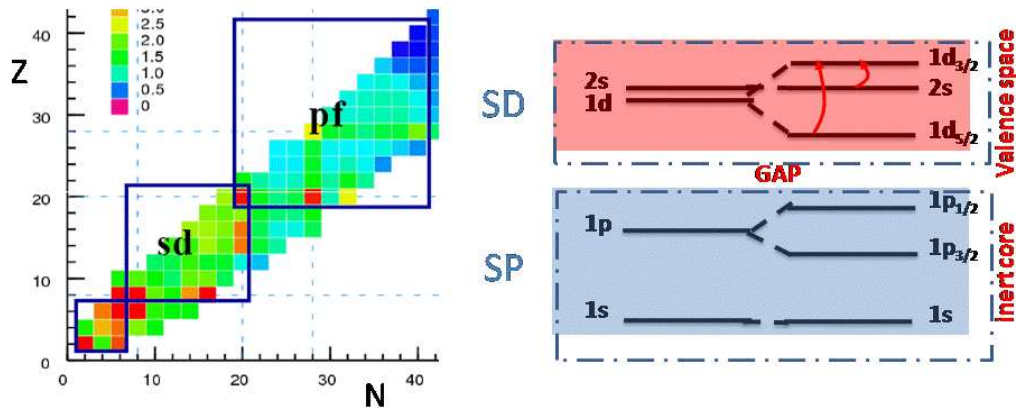 Z
40
30
20
10
0
3.0
2.5
2.0
1.5
1.0
0.5
0
pf
sd
0
10
20
30
40
N
SD
2s
1d
1d3/2
2s
1d5/2
Valence space
GAP
SP
1p
1s
1p1/2
1p3/2
1s
Inert core